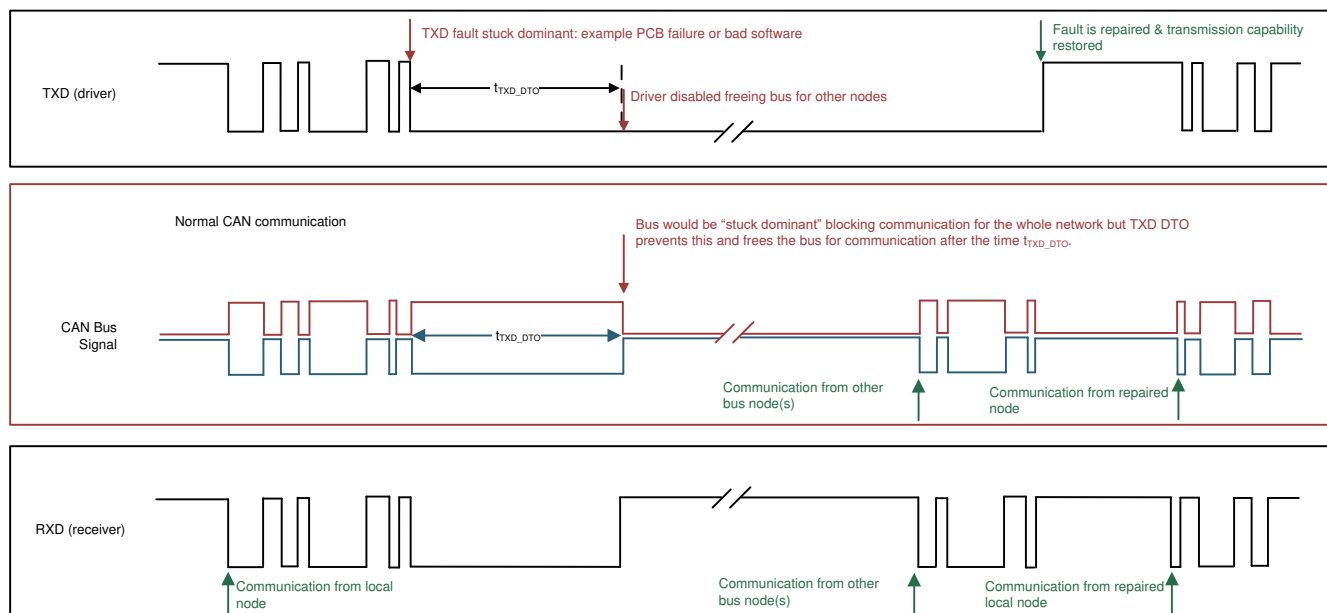 TXD fault stuck dominant: example PCB failure or bad software
Fault is repaired & transmission capability
restored
TXD (driver)
tTXD_DTO
Driver disabled freeing bus for other nodes
Normal CAN communication
Bus would be “stuck dominant” blocking communication for the whole network but TXD DTO
prevents this and frees the bus for communication after the time tTXD_DTO.
CAN Bus
Signal
tTXD_DTO
Communication from other
bus node(s)
Communication from repaired
node
RXD (receiver)
Communication from local
node
Communication from other
bus node(s)
Communication from repaired
local node